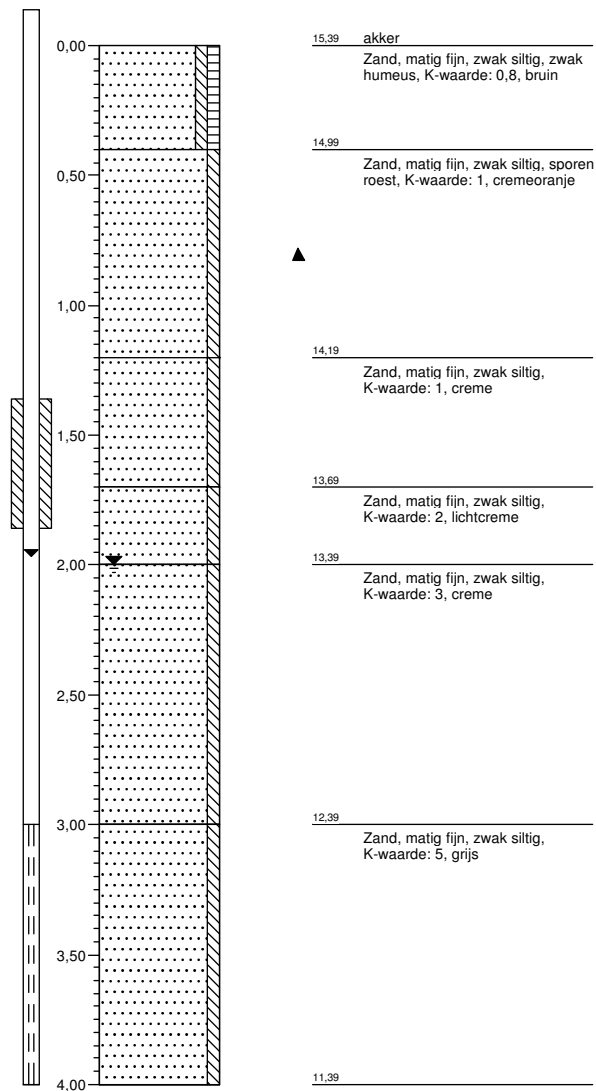 0,00
0,50
1,00
1,50
2,00
2,50
3,00
3,50
4,00
15,39 akker
Zand, matig fijn, zwak siltig, zwak
humeus, K-waarde: 0,8, bruin
14,99
Zand, matig fijn, zwak siltig, sporen
roest, K-waarde: 1, cremeoranje
14,19
Zand, matig fijn, zwak siltig,
K-waarde: 1, creme
13,69
Zand, matig fijn, zwak siltig,
K-waarde: 2, lichtcreme
13,39
Zand, matig fijn, zwak siltig,
K-waarde: 3, creme
12,39
Zand, matig fijn, zwak siltig,
K-waarde: 5, grijs
11,39